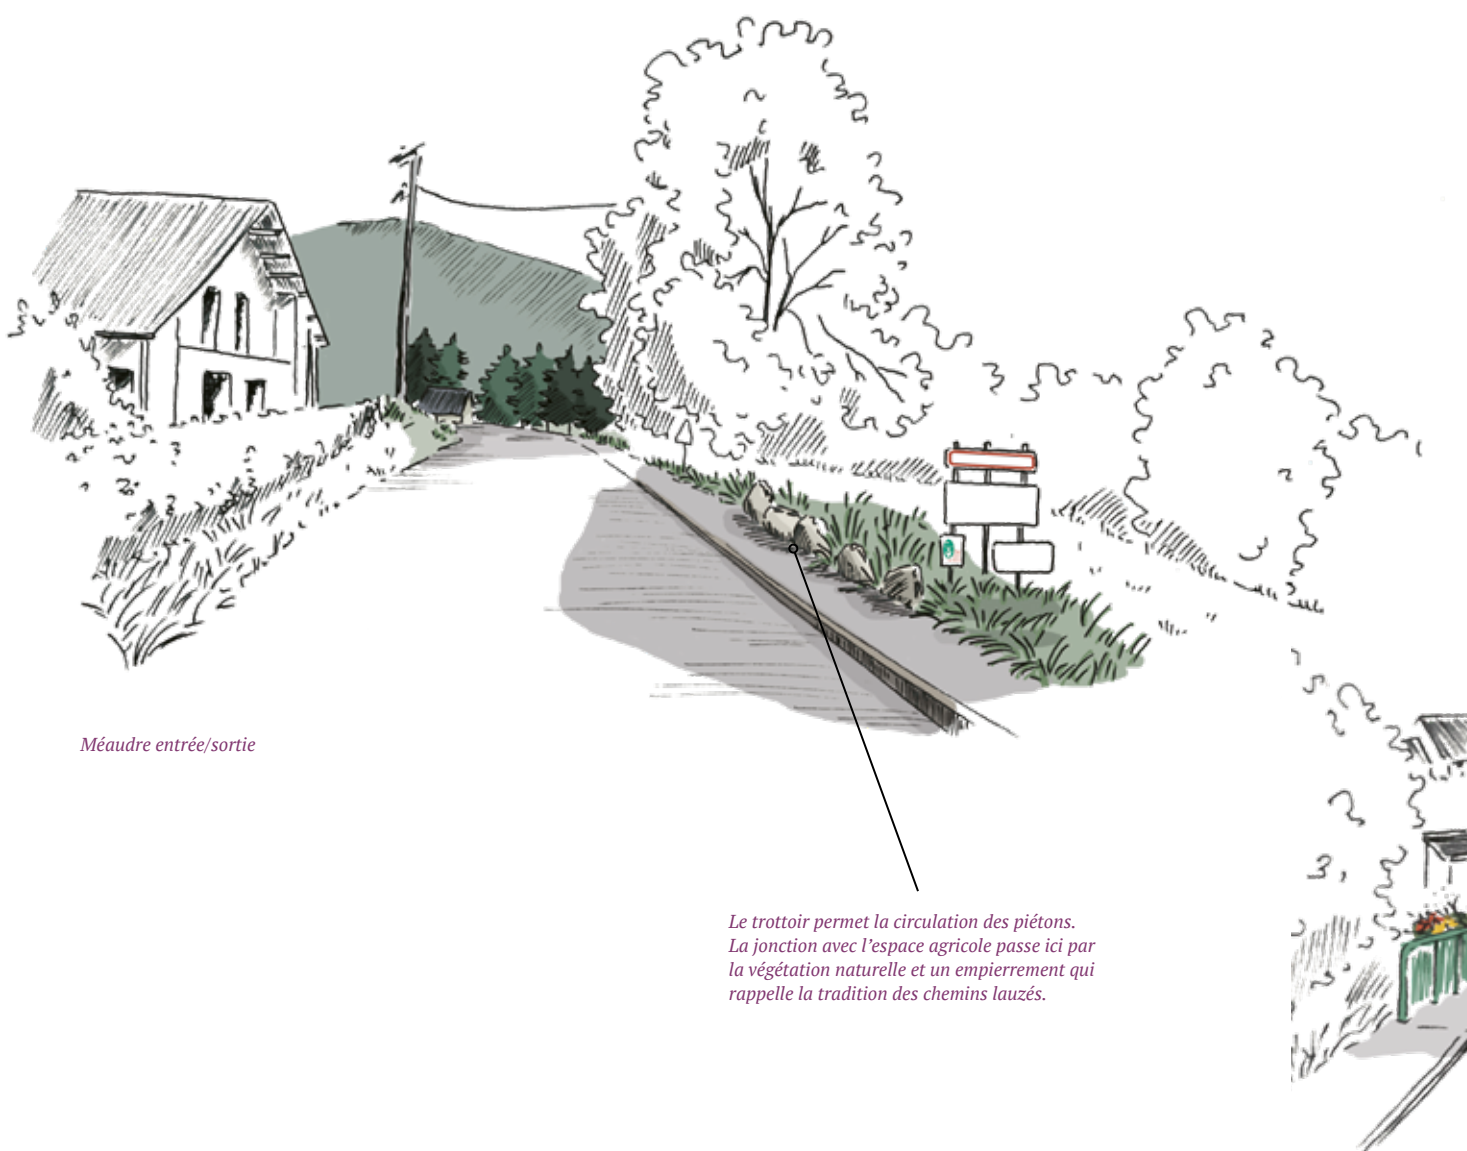 Méaudre entrée/sortie
Le trottoir permet la circulation des piétons.
La jonction avec l’espace agricole passe ici par
la végétation naturelle et un empierrement qui
rappelle la tradition des chemins lauzés.